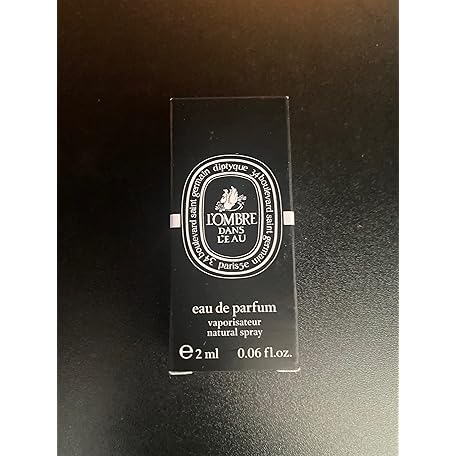 diptyque 34 boulevard saint germain paris5e 34 boulevard saint germain
L'OMBRE
DANS
L'EAU
eau de parfum
vaporisateur
natural spray
e 2 ml 0.06 fl.oz.